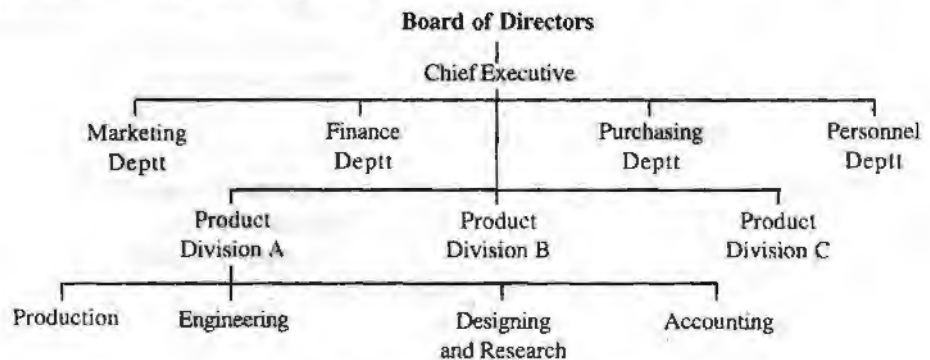 Board of Directors
Chief Executive
Marketing Finance Purchasing Personnel
Deptt Deptt Deptt Deptt
Product Product Product
Division A Division B Division C
Production Engineering Designing Accounting
and Research